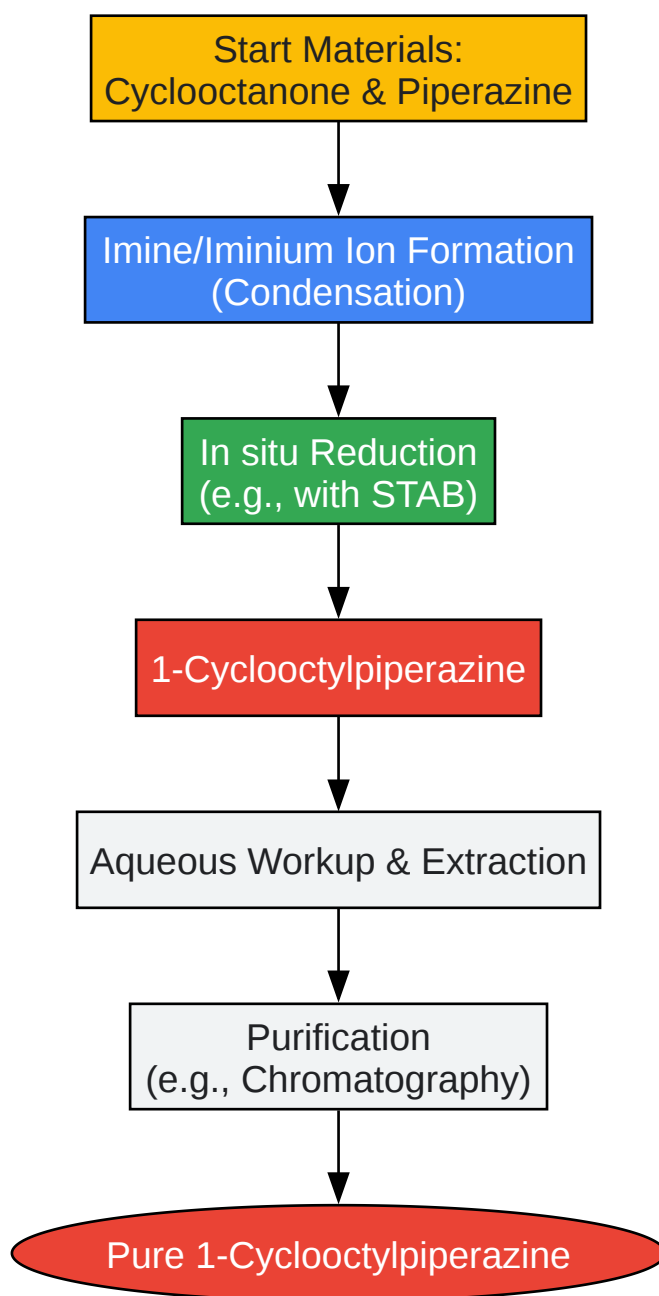 Start Materials:
Cyclooctanone & Piperazine
Imine/Iminium Ion Formation
(Condensation)
In situ Reduction
(e.g., with STAB)
1-Cyclooctylpiperazine
Aqueous Workup & Extraction
Purification
(e.g., Chromatography)
Pure 1-Cyclooctylpiperazine